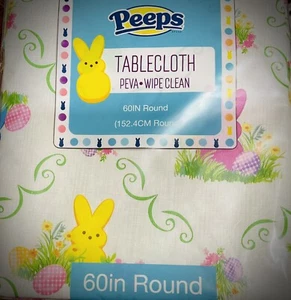 Peeps
TABLECLOTH
PEVA•WIPE CLEAN
60IN Round
(152.4CM Round)
60in Round